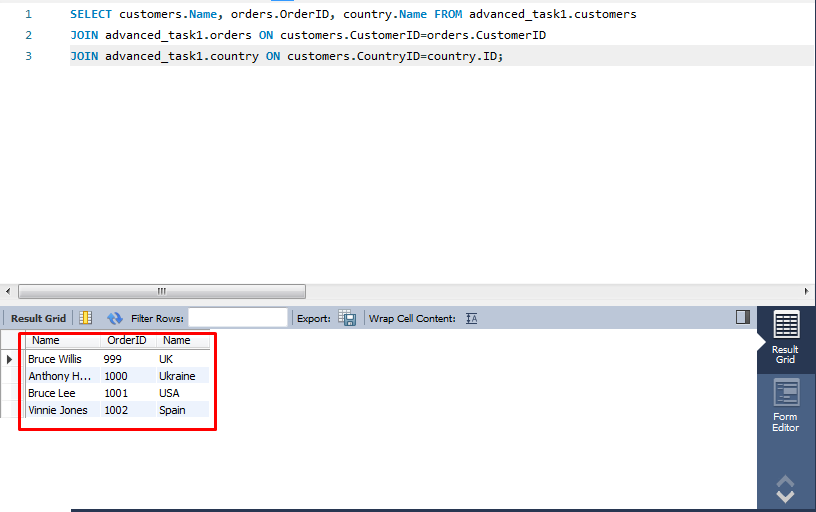 1 SELECT customers.Name, orders.OrderID, country.Name FROM advanced_task1.customers
2 JOIN advanced_task1.orders ON customers.CustomerID=orders.CustomerID
3 JOIN advanced_task1.country ON customers.CountryID=country.ID;
Result Grid Filter Rows: Export: Wrap Cell Content: IA
Name OrderID Name
Bruce Willis 999 UK
Anthony H... 1000 Ukraine
Bruce Lee 1001 USA
Vinnie Jones 1002 Spain
Result
Grid
Form
Editor